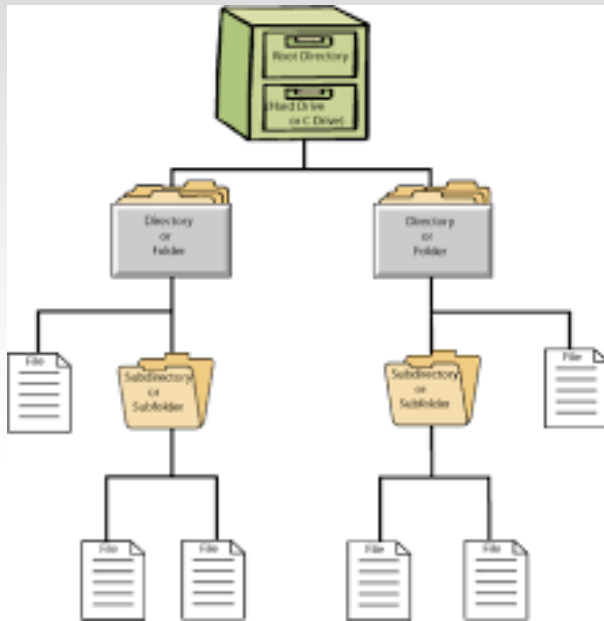 Root Directory
(Hard Drive
or C Drive)
Directory
or
Folder
Directory
or
Folder
File
Subdirectory
or
Subfolder
Subdirectory
or
Subfolder
File
File
File
File
File